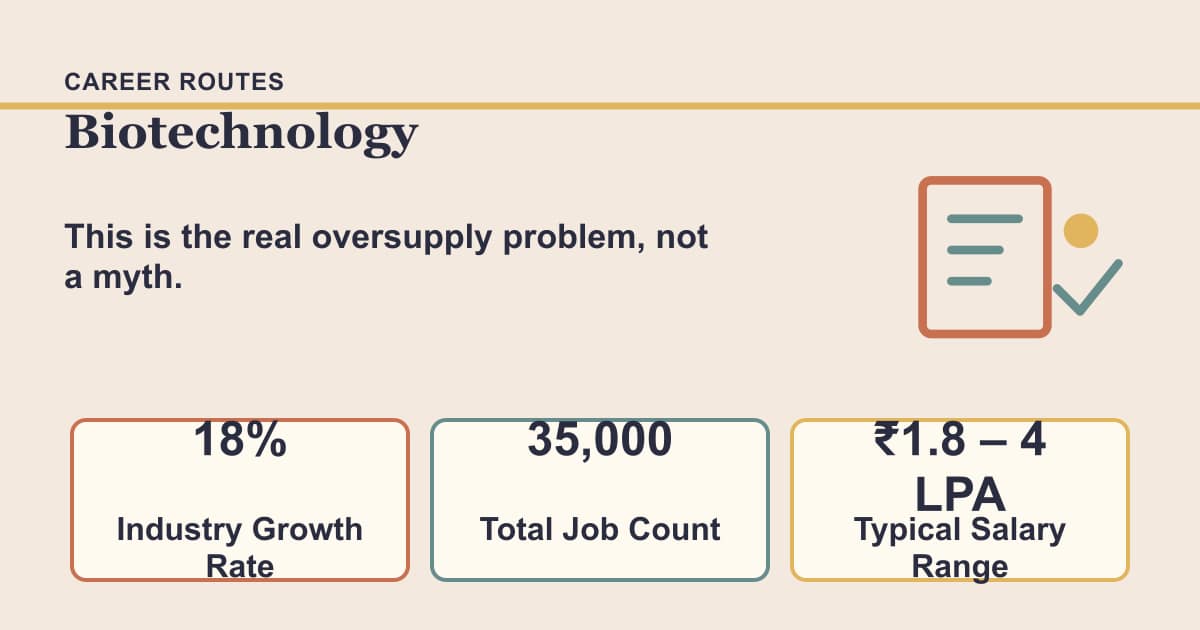 CAREER ROUTES
Biotechnology
This is the real oversupply problem, not
a myth.
18%
Industry Growth
Rate
35,000
Total Job Count
₹1.8 – 4
LPA
Typical Salary
Range